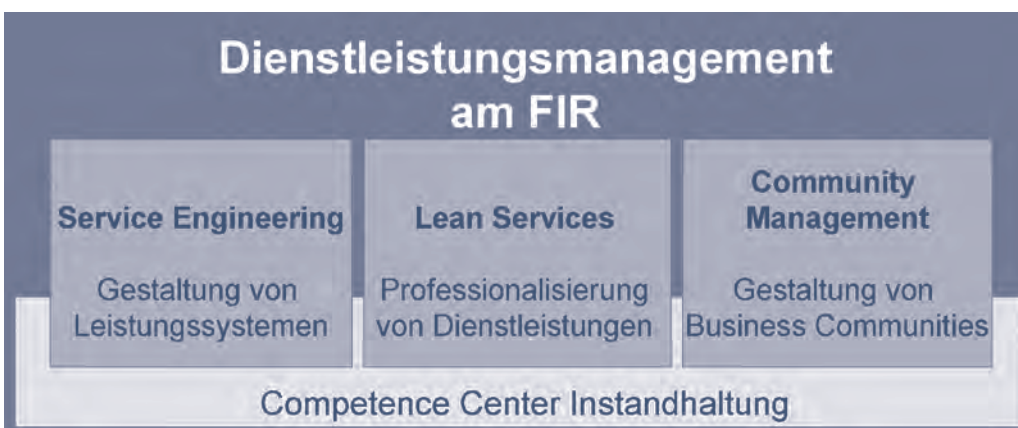 Dienstleistungsmanagement
am FIR
Service Engineering
Gestaltung von
Leistungssystemen
Lean Services
Professionalisierung
von Dienstleistungen
Community
Management
Gestaltung von
Business Communities
Competence Center Instandhaltung